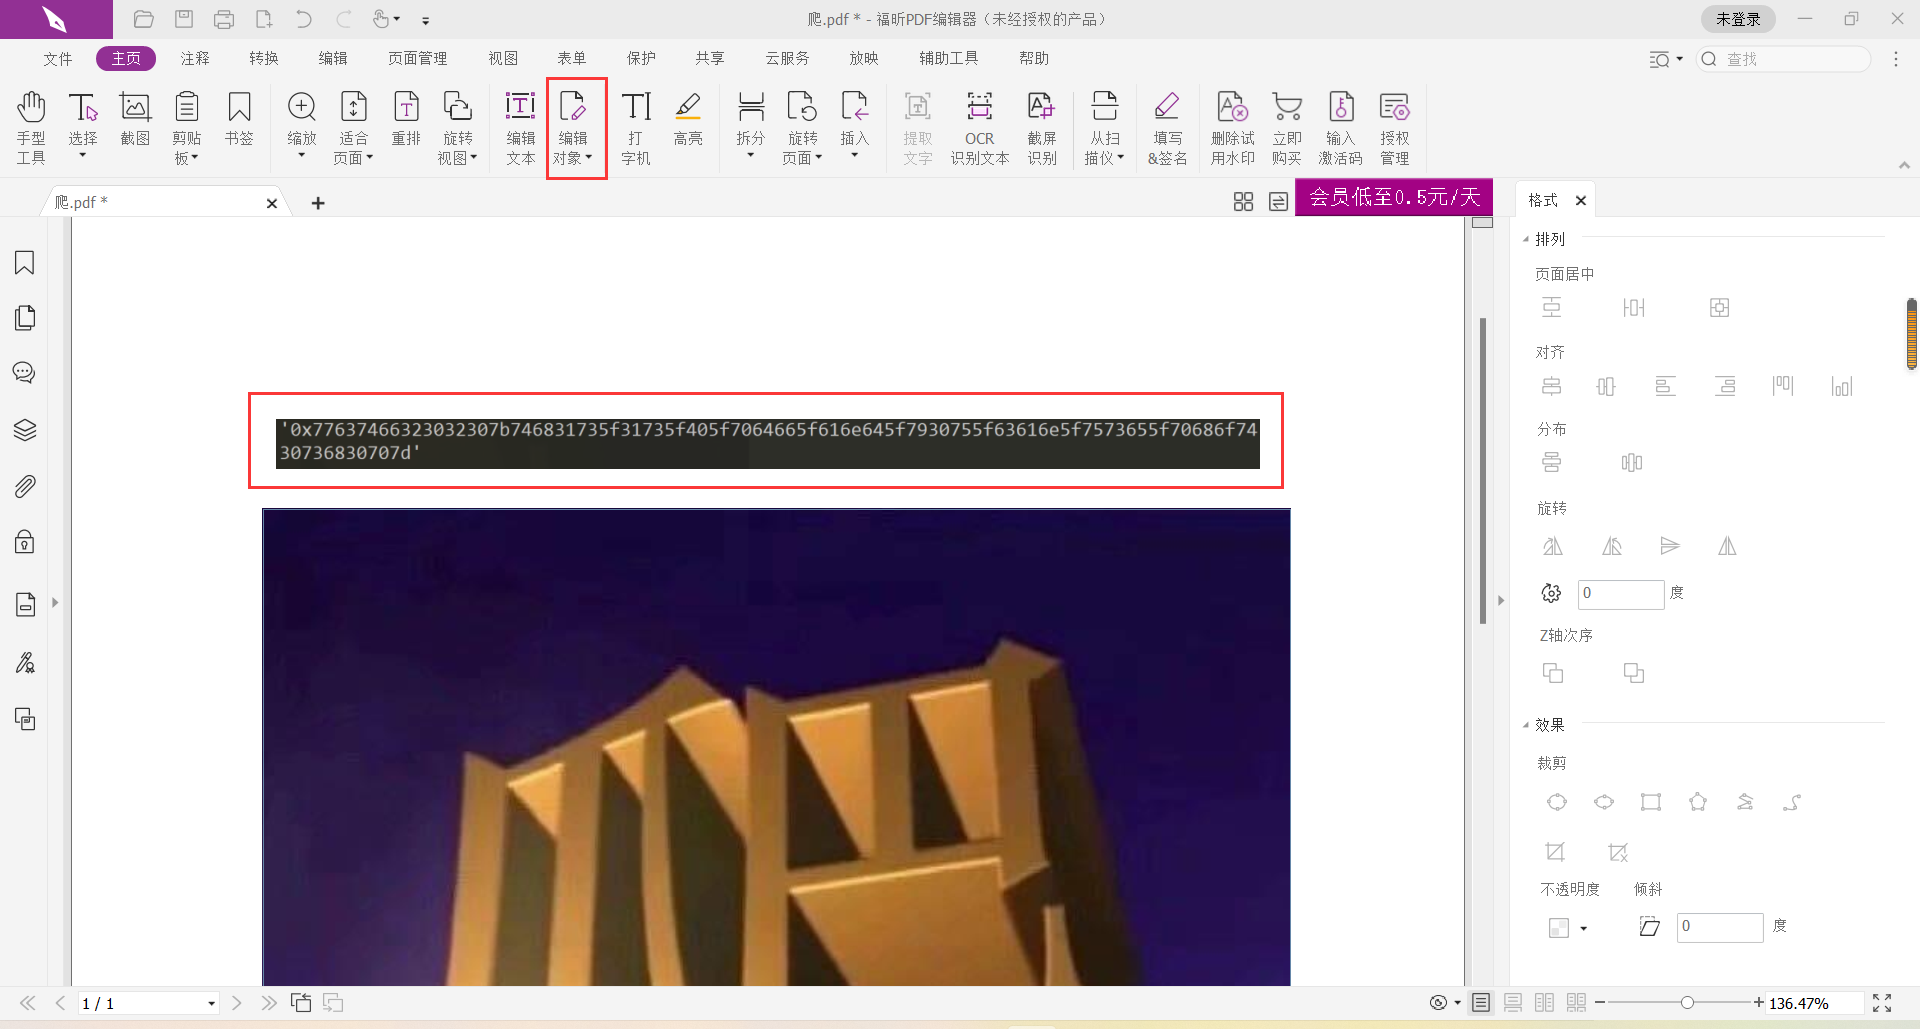 爬.pdf * - 福昕PDF编辑器（未经授权的产品）
未登录
文件 主页 注释 转换 编辑 页面管理 视图 表单 保护 共享 云服务 放映 辅助工具 帮助
查找
手型
工具
选择
截图
剪贴
板
书签
缩放
适合
页面
重排
旋转
视图
编辑
文本
编辑
对象
打
字机
高亮
拆分
旋转
页面
插入
提取
文字
OCR
识别文本
截屏
识别
从扫
描仪
填写
&签名
删除试
用水印
立即
购买
输入
激活码
授权
管理
爬.pdf *
会员低至0.5元/天
格式
排列
页面居中
对齐
分布
旋转
0 度
Z轴次序
效果
裁剪
不透明度 倾斜
0 度
'0x77637466323032307b746831735f31735f405f7064665f616e645f7930755f63616e5f7573655f70686f74
30736830707d'
1 / 1
136.47%